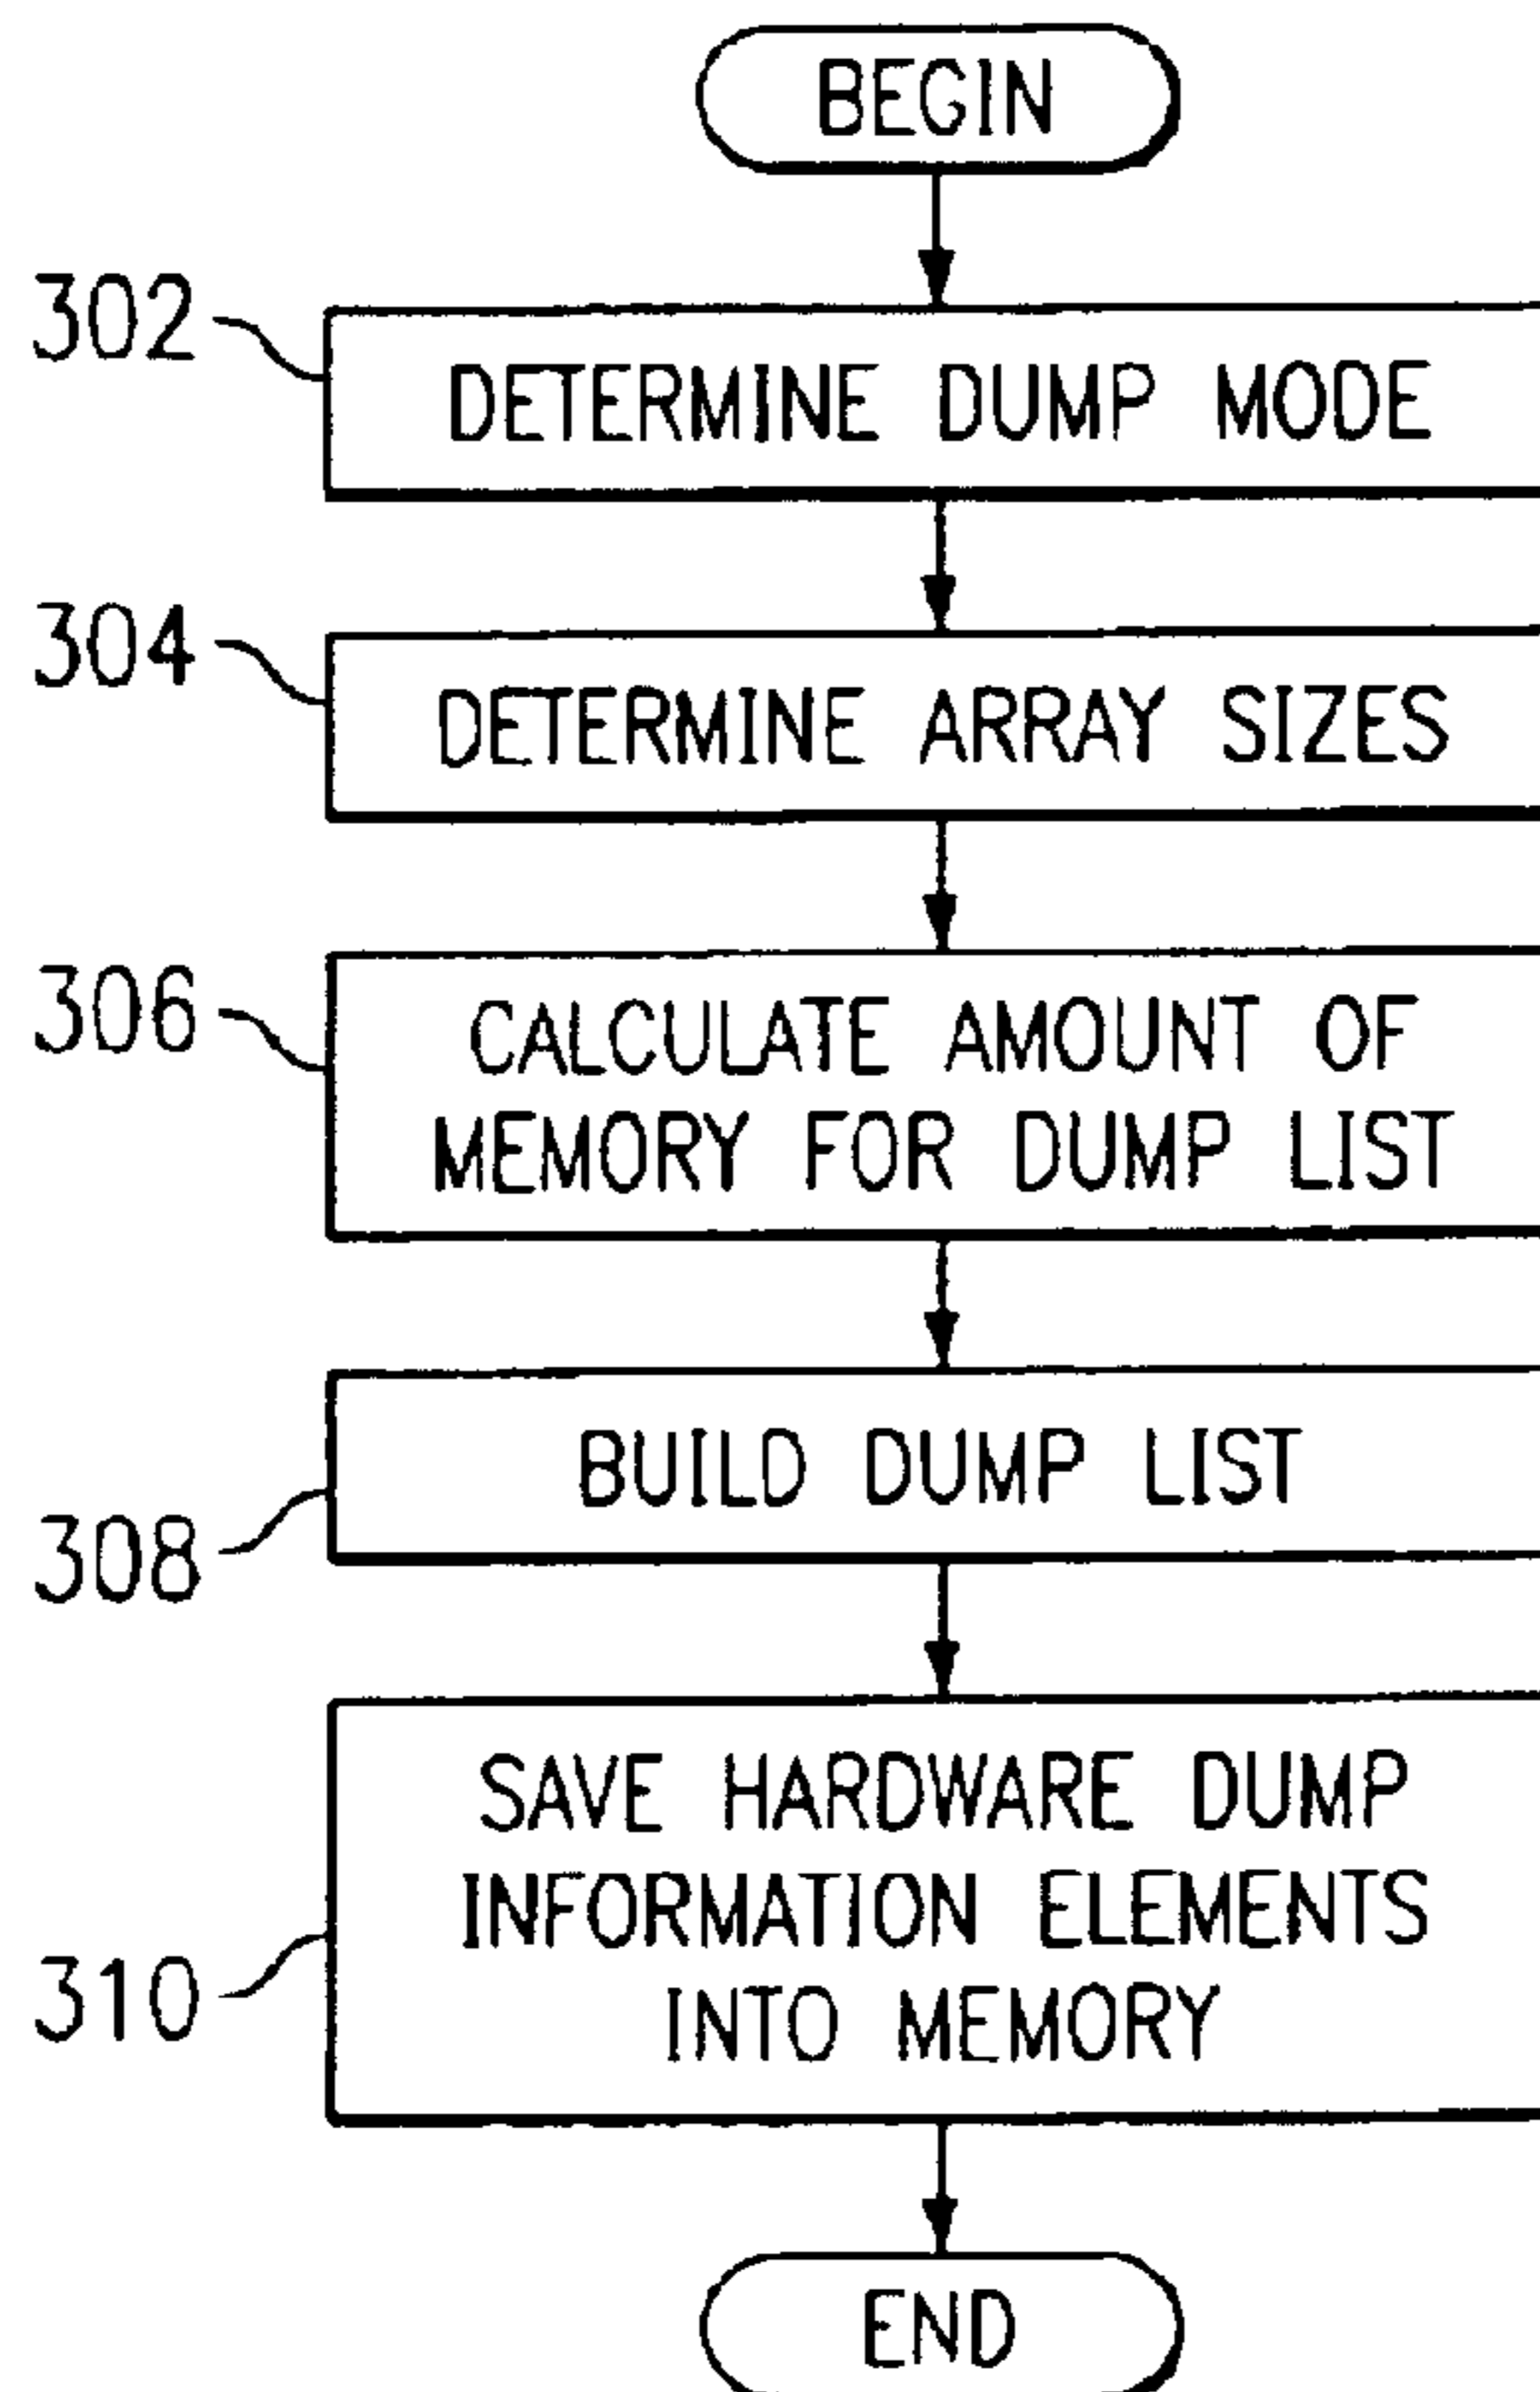 BEGIN
302
DETERMINE DUMP MODE
304
DETERMINE ARRAY SIZES
306
CALCULATE AMOUNT OF
MEMORY FOR DUMP LIST
BUILD DUMP LIST
308
SAVE HARDWARE DUMP
INFORMATION ELEMENTS
INTO MEMORY
310
END